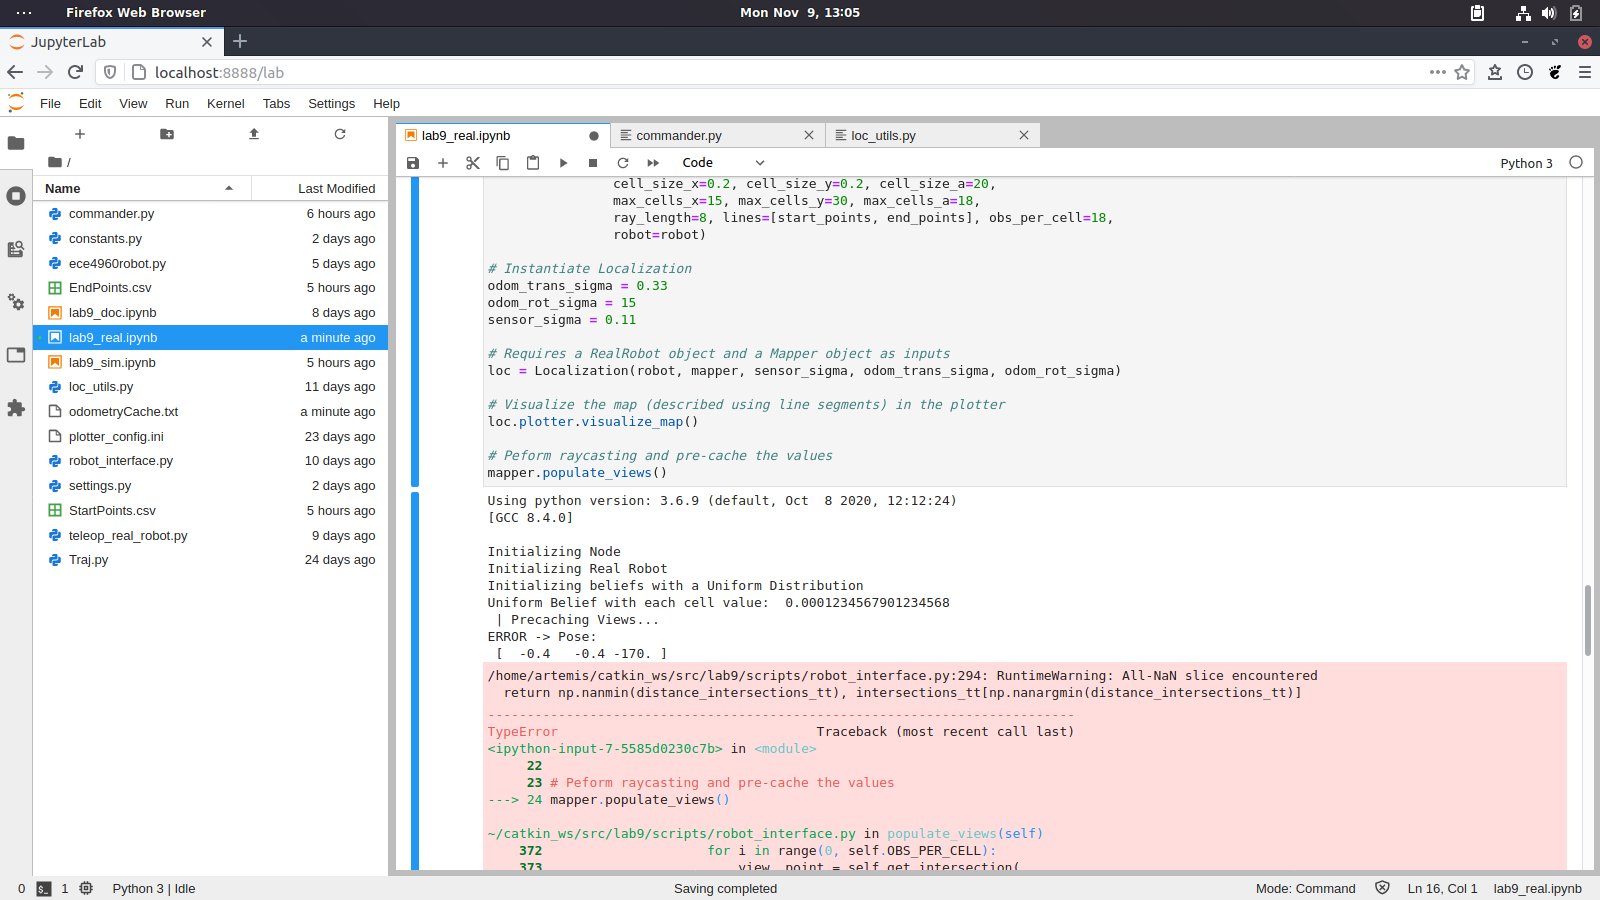 Firefox Web Browser
Mon Nov 9, 13:05
JupyterLab
localhost:8888/lab
File Edit View Run Kernel Tabs Settings Help
lab9_real.ipynb
commander.py
loc_utils.py
/
Code
Python 3
Name Last Modified
commander.py 6 hours ago
constants.py 2 days ago
ece4960robot.py 5 days ago
EndPoints.csv 5 hours ago
lab9_doc.ipynb 8 days ago
lab9_real.ipynb a minute ago
lab9_sim.ipynb 5 hours ago
loc_utils.py 11 days ago
odometryCache.txt a minute ago
plotter_config.ini 23 days ago
robot_interface.py 10 days ago
settings.py 2 days ago
StartPoints.csv 5 hours ago
teleop_real_robot.py 9 days ago
Traj.py 24 days ago
cell_size_x=0.2, cell_size_y=0.2, cell_size_a=20,
max_cells_x=15, max_cells_y=30, max_cells_a=18,
ray_length=8, lines=[start_points, end_points], obs_per_cell=18,
robot=robot)
# Instantiate Localization
odom_trans_sigma = 0.33
odom_rot_sigma = 15
sensor_sigma = 0.11
# Requires a RealRobot object and a Mapper object as inputs
loc = Localization(robot, mapper, sensor_sigma, odom_trans_sigma, odom_rot_sigma)
# Visualize the map (described using line segments) in the plotter
loc.plotter.visualize_map()
# Peform raycasting and pre-cache the values
mapper.populate_views()
Using python version: 3.6.9 (default, Oct  8 2020, 12:12:24)
[GCC 8.4.0]
Initializing Node
Initializing Real Robot
Initializing beliefs with a Uniform Distribution
Uniform Belief with each cell value:  0.0001234567901234568
| Precaching Views...
ERROR -> Pose:
[  -0.4   -0.4 -170. ]
/home/artemis/catkin_ws/src/lab9/scripts/robot_interface.py:294: RuntimeWarning: All-NaN slice encountered
return np.nanmin(distance_intersections_tt), intersections_tt[np.nanargmin(distance_intersections_tt)]
---------------------------------------------------------------------------
TypeError Traceback (most recent call last)
<ipython-input-7-5585d0230c7b> in <module>
22
23 # Peform raycasting and pre-cache the values
---> 24 mapper.populate_views()
~/catkin_ws/src/lab9/scripts/robot_interface.py in populate_views(self)
372 for i in range(0, self.OBS_PER_CELL):
373 view, point = self.get_intersection(
0 $_ 1 Python 3 | Idle
Saving completed
Mode: Command Ln 16, Col 1 lab9_real.ipynb